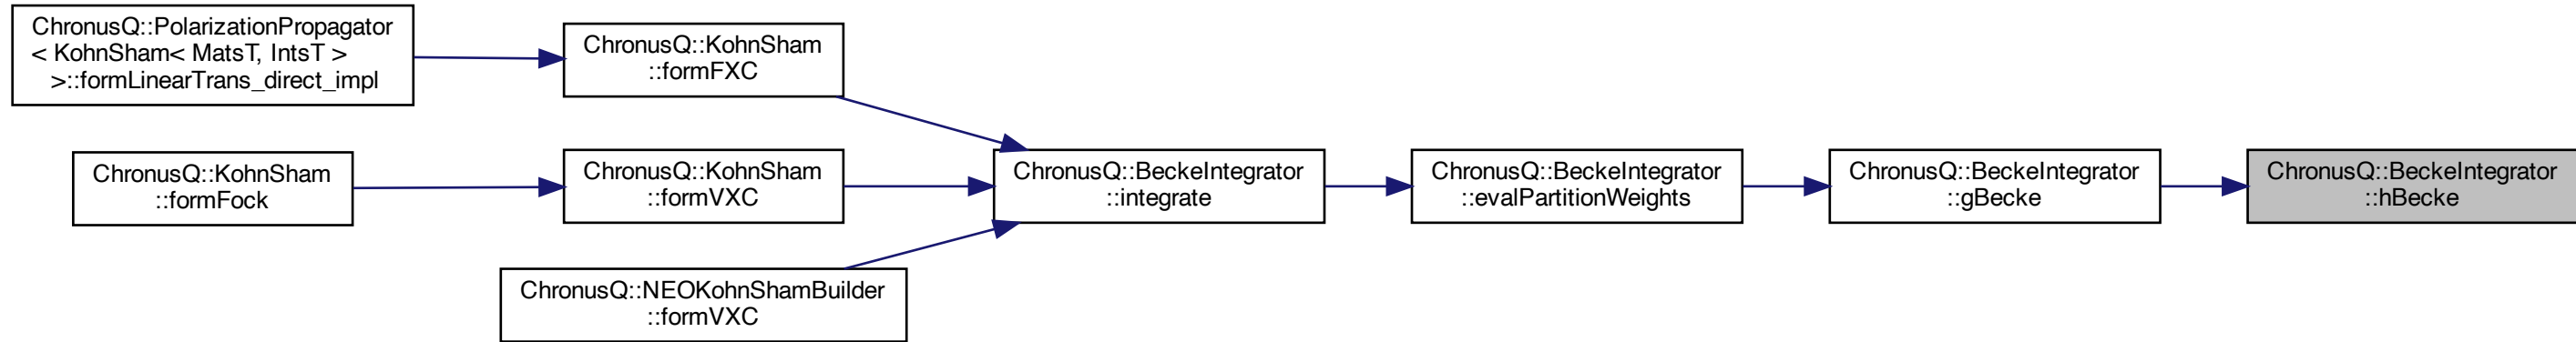 ChronusQ::PolarizationPropagator
< KohnSham< MatsT, IntsT >
>::formLinearTrans_direct_impl
ChronusQ::KohnSham
::formFXC
ChronusQ::KohnSham
::formFock
ChronusQ::KohnSham
::formVXC
ChronusQ::BeckeIntegrator
::integrate
ChronusQ::BeckeIntegrator
::evalPartitionWeights
ChronusQ::BeckeIntegrator
::gBecke
ChronusQ::BeckeIntegrator
::hBecke
ChronusQ::NEOKohnShamBuilder
::formVXC